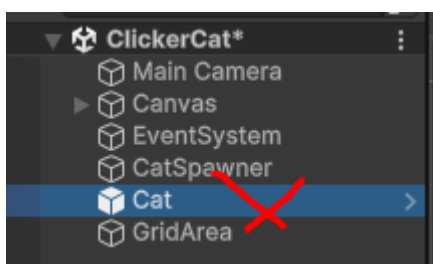 ClickerCat*
Main Camera
Canvas
EventSystem
CatSpawner
Cat
GridArea